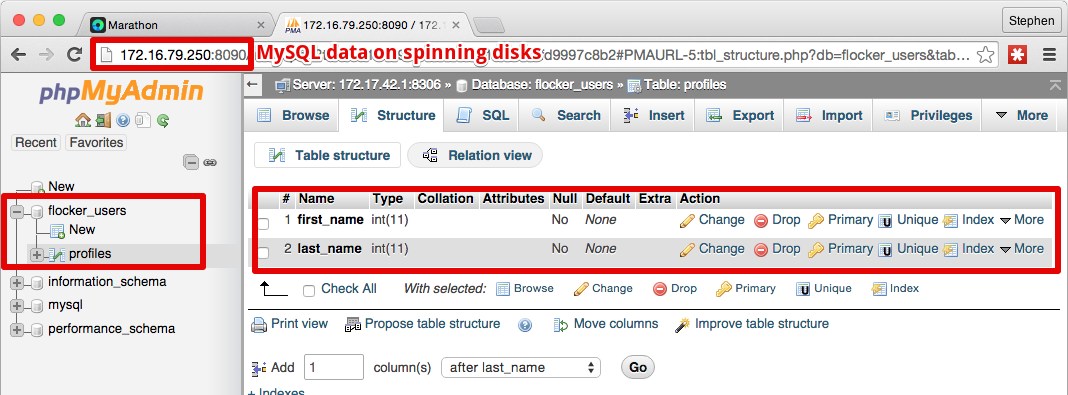 Marathon
172.16.79.250:8090 / 172.1
Stephen
172.16.79.250:8090/
MySQL data on spinning disks
d9997c8b2#PMAURL-5:tbl_structure.php?db=flocker_users&tab…
phpMyAdmin
Recent Favorites
New
flocker_users
New
profiles
information_schema
mysql
performance_schema
Server: 172.17.42.1:8306 » Database: flocker_users » Table: profiles
Browse Structure SQL Search Insert Export Import Privileges More
Table structure Relation view
# Name Type Collation Attributes Null Default Extra Action
1 first_name int(11) No None Change Drop Primary Unique Index More
2 last_name int(11) No None Change Drop Primary Unique Index More
Check All With selected: Browse Change Drop Primary Unique Index
Print view Propose table structure Move columns Improve table structure
Add 1 column(s) after last_name Go
+ Indexes